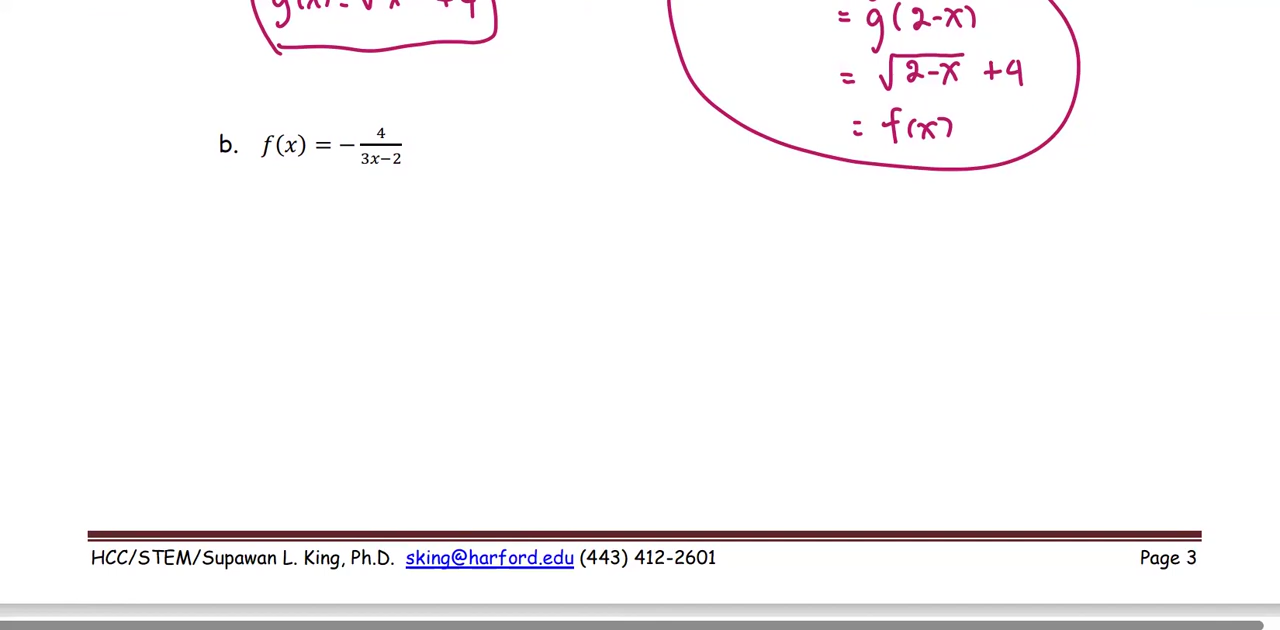 g(x) = √x + 4
= g(2-x)
= √2-x + 4
= f(x)
b. f(x) = − 4/3x−2
HCC/STEM/Supawan L. King, Ph.D. sking@harford.edu (443) 412-2601 Page 3